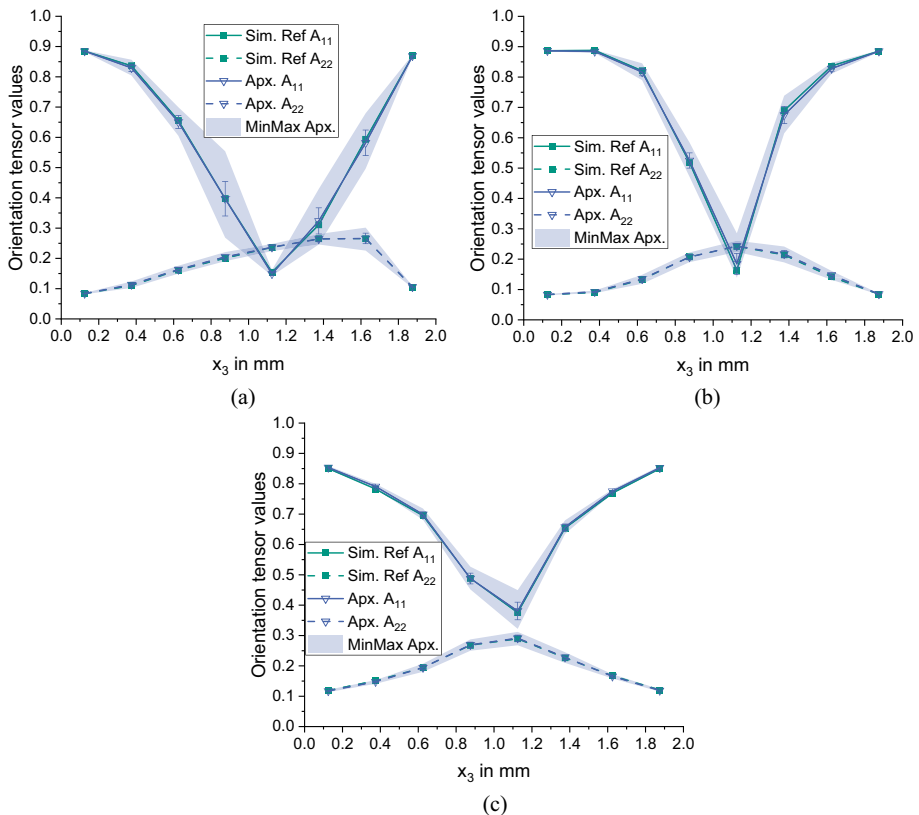 Orientation tensor values
1.0
0.9
0.8
0.7
0.6
0.5
0.4
0.3
0.2
0.1
0.0
Sim. Ref A11
Sim. Ref A22
Apx. A11
Apx. A22
MinMax Apx.
0.0 0.2 0.4 0.6 0.8 1.0 1.2 1.4 1.6 1.8 2.0
x3 in mm
(a)
Orientation tensor values
1.0
0.9
0.8
0.7
0.6
0.5
0.4
0.3
0.2
0.1
0.0
Sim. Ref A11
Sim. Ref A22
Apx. A11
Apx. A22
MinMax Apx.
0.0 0.2 0.4 0.6 0.8 1.0 1.2 1.4 1.6 1.8 2.0
x3 in mm
(b)
Orientation tensor values
1.0
0.9
0.8
0.7
0.6
0.5
0.4
0.3
0.2
0.1
0.0
Sim. Ref A11
Sim. Ref A22
Apx. A11
Apx. A22
MinMax Apx.
0.0 0.2 0.4 0.6 0.8 1.0 1.2 1.4 1.6 1.8 2.0
x3 in mm
(c)